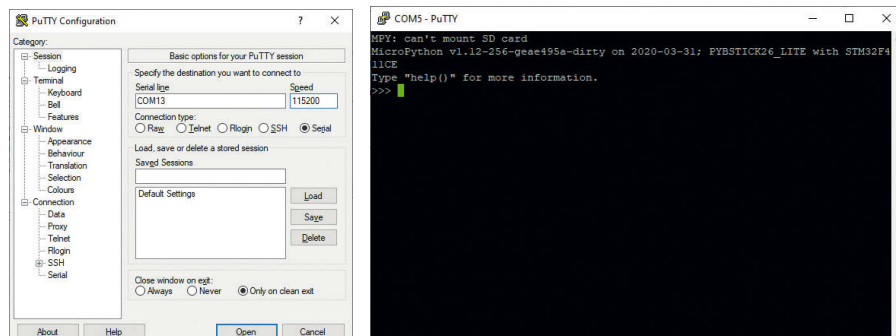 PuTTY Configuration
?
Category:
Session
Logging
Terminal
Keyboard
Bell
Features
Window
Appearance
Behaviour
Translation
Selection
Colours
Connection
Data
Proxy
Telnet
Rlogin
SSH
Serial
Basic options for your PuTTY session
Specify the destination you want to connect to
Serial line Speed
COM13 115200
Connection type:
Raw Telnet Rlogin SSH Serial
Load, save or delete a stored session
Saved Sessions
Default Settings
Load
Save
Delete
Close window on exit:
Always Never Only on clean exit
About Help Open Cancel
COM5 - PuTTY
MPY: can't mount SD card
MicroPython v1.12-256-geae495a-dirty on 2020-03-31; PYBSTICK26_LITE with STM32F4
11CE
Type "help()" for more information.
>>>